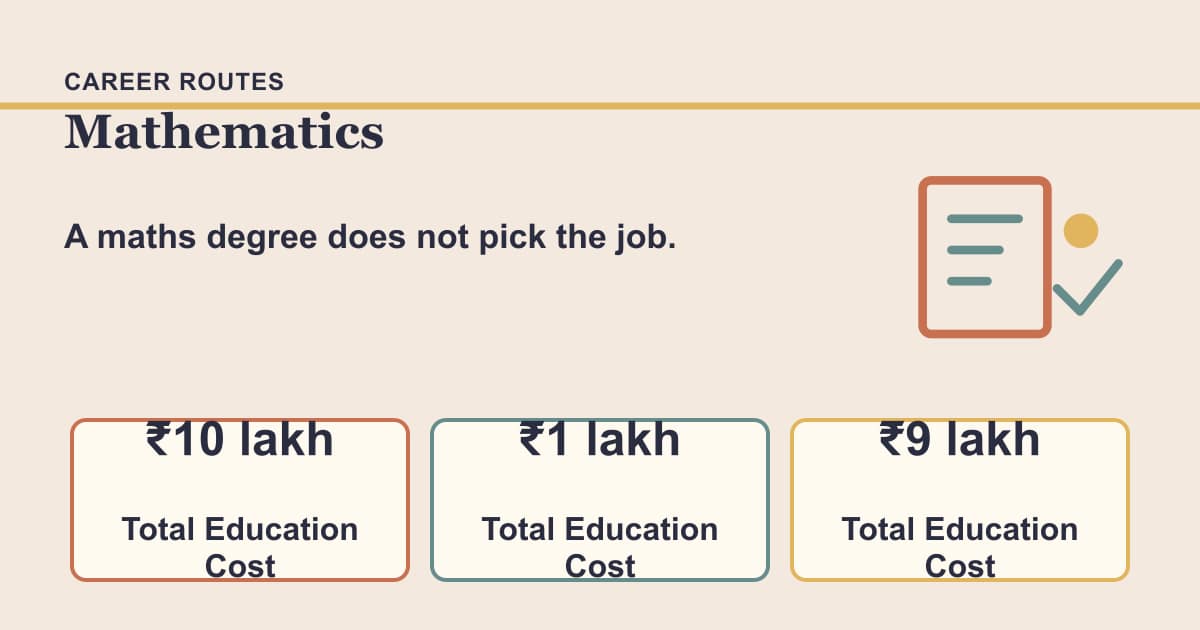 CAREER ROUTES
Mathematics
A maths degree does not pick the job.
₹10 lakh
Total Education
Cost
₹1 lakh
Total Education
Cost
₹9 lakh
Total Education
Cost